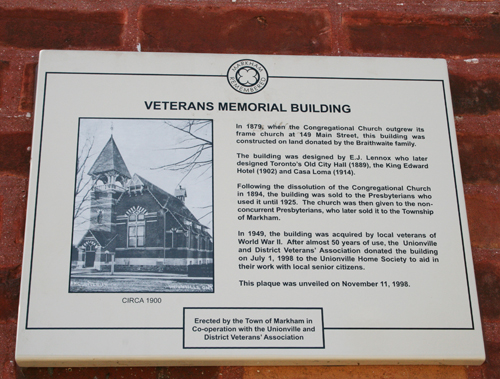 MARKHAM
REMEMBERED
VETERANS MEMORIAL BUILDING
In 1879, when the Congregational Church outgrew its
frame church at 149 Main Street, this building was
constructed on land donated by the Braithwaite family.
The building was designed by E.J. Lennox who later
designed Toronto's Old City Hall (1889), the King Edward
Hotel (1902) and Casa Loma (1914).
Following the dissolution of the Congregational Church
in 1894, the building was sold to the Presbyterians who
used it until 1925. The church was then given to the non-
concurrent Presbyterians, who later sold it to the Township
of Markham.
In 1949, the building was acquired by local veterans of
World War II. After almost 50 years of use, the Unionville
and District Veterans' Association donated the building
on July 1, 1998 to the Unionville Home Society to aid in
their work with local senior citizens.
This plaque was unveiled on November 11, 1998.
CIRCA 1900
Erected by the Town of Markham in
Co-operation with the Unionville and
District Veterans' Association